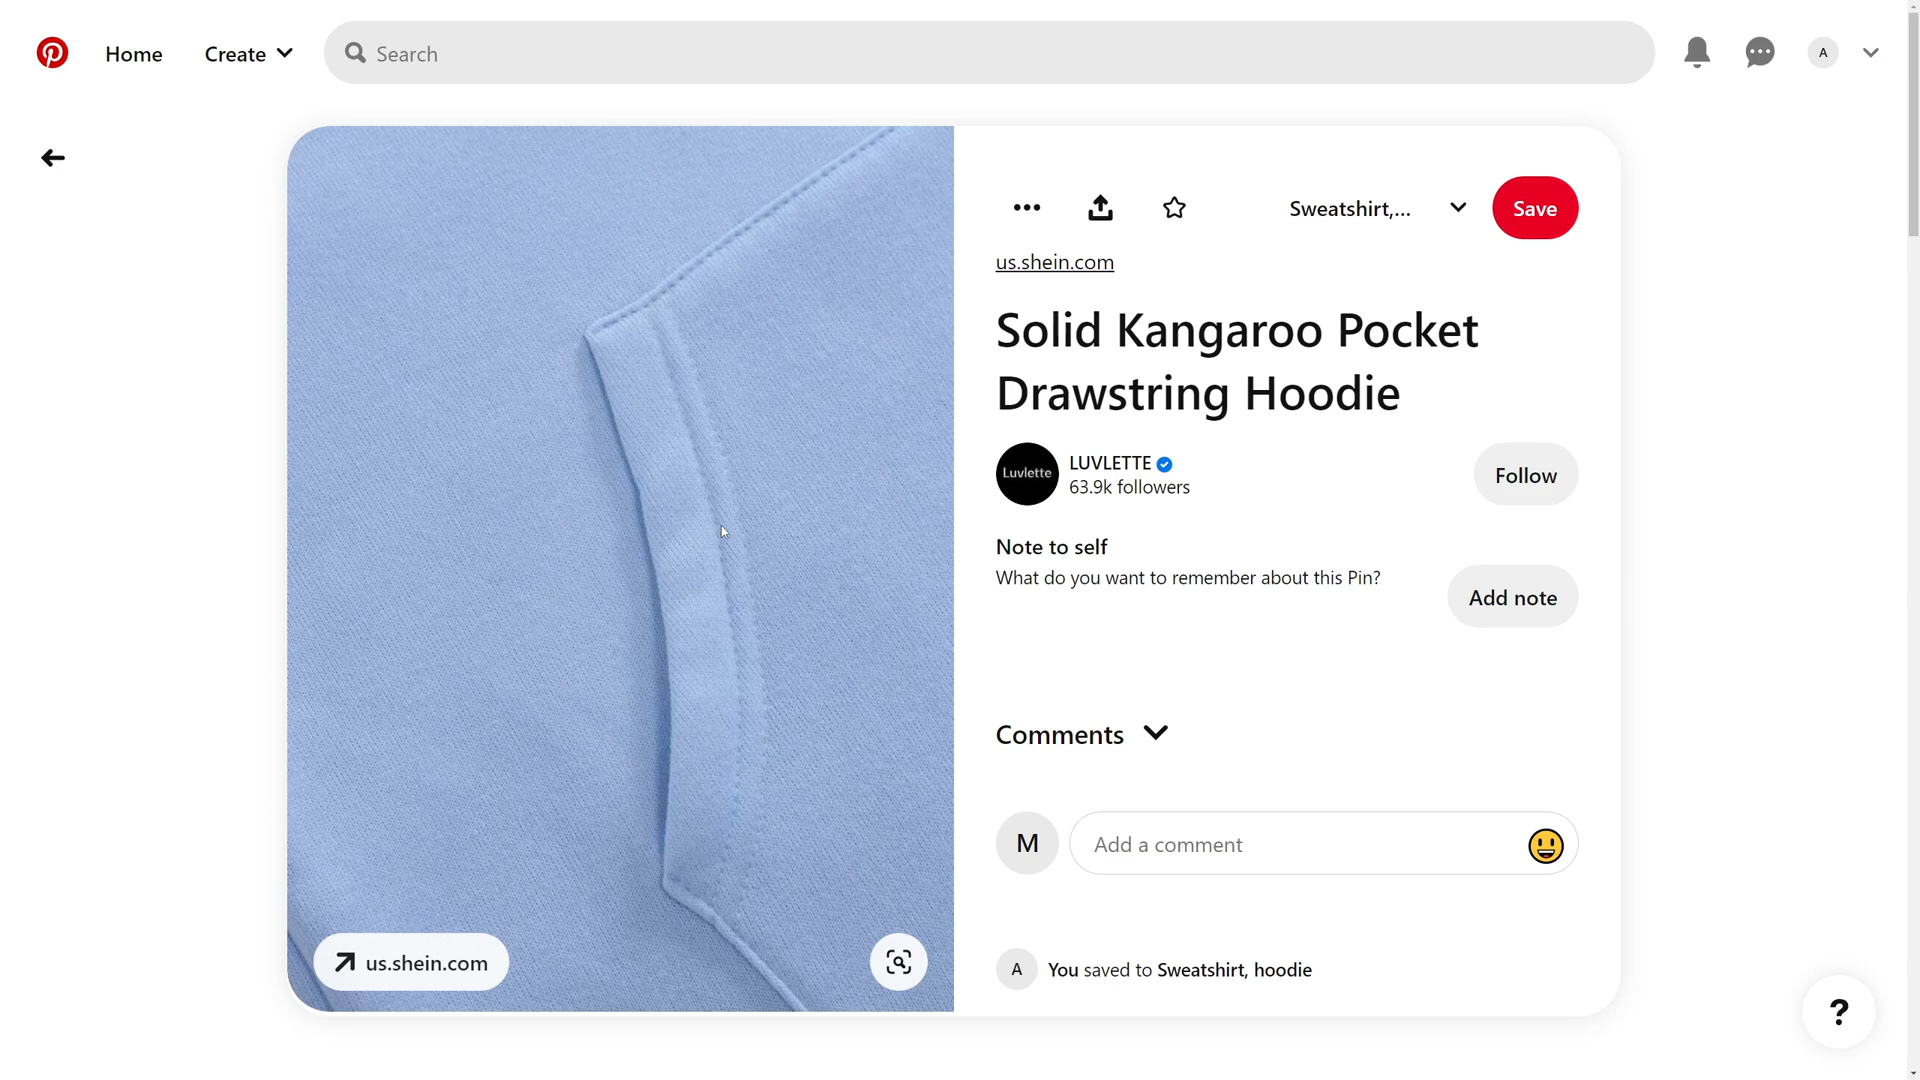 Home
Create
Search
A
Sweatshirt,...
Save
us.shein.com
Solid Kangaroo Pocket
Drawstring Hoodie
Luvlette
LUVLETTE
63.9k followers
Follow
Note to self
What do you want to remember about this Pin?
Add note
Comments
M
Add a comment
us.shein.com
A
You saved to Sweatshirt, hoodie
?